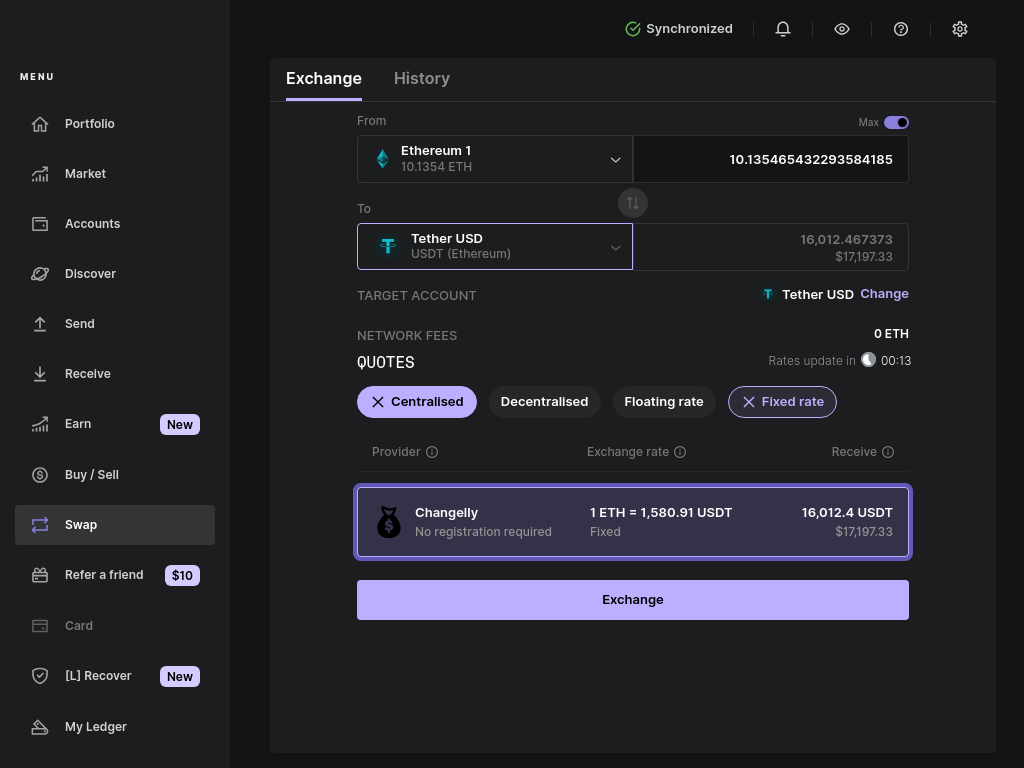 Synchronized
MENU
Portfolio
Market
Accounts
Discover
Send
Receive
Earn New
Buy / Sell
Swap
Refer a friend $10
Card
[L] Recover New
My Ledger
Exchange History
From Max
Ethereum 1
10.1354 ETH
10.135465432293584185
To
Tether USD
USDT (Ethereum)
16,012.467373
$17,197.33
TARGET ACCOUNT Tether USD Change
NETWORK FEES 0 ETH
QUOTES Rates update in 00:13
Centralised Decentralised Floating rate Fixed rate
Provider Exchange rate Receive
Changelly 1 ETH = 1,580.91 USDT 16,012.4 USDT
No registration required Fixed $17,197.33
Exchange